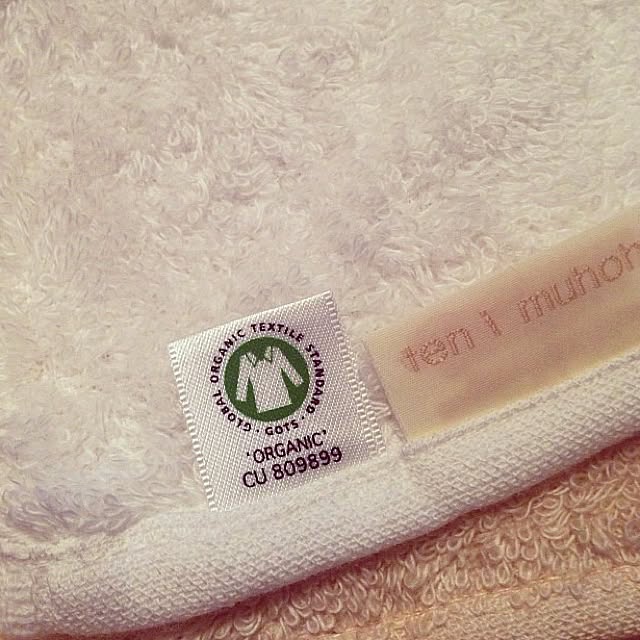 GLOBAL ORGANIC TEXTILE STANDARD
· GOTS ·
"ORGANIC"
CU 809899
ten i muhoh